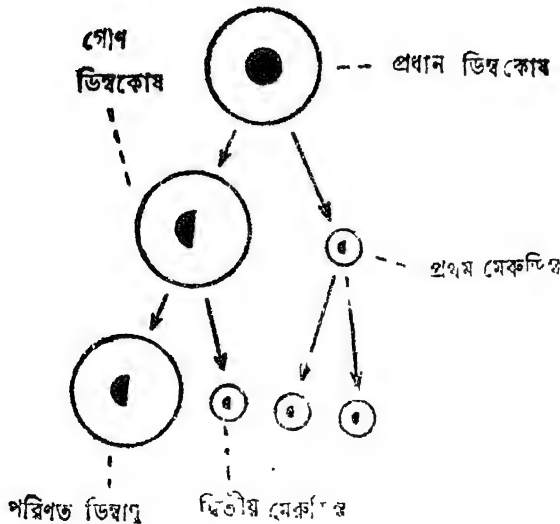 গৌণ
ডিম্বকোষ
প্রধান ডিম্বকোষ
প্রথম
পরিণত ডিম্বাণু
দ্বিতীয়